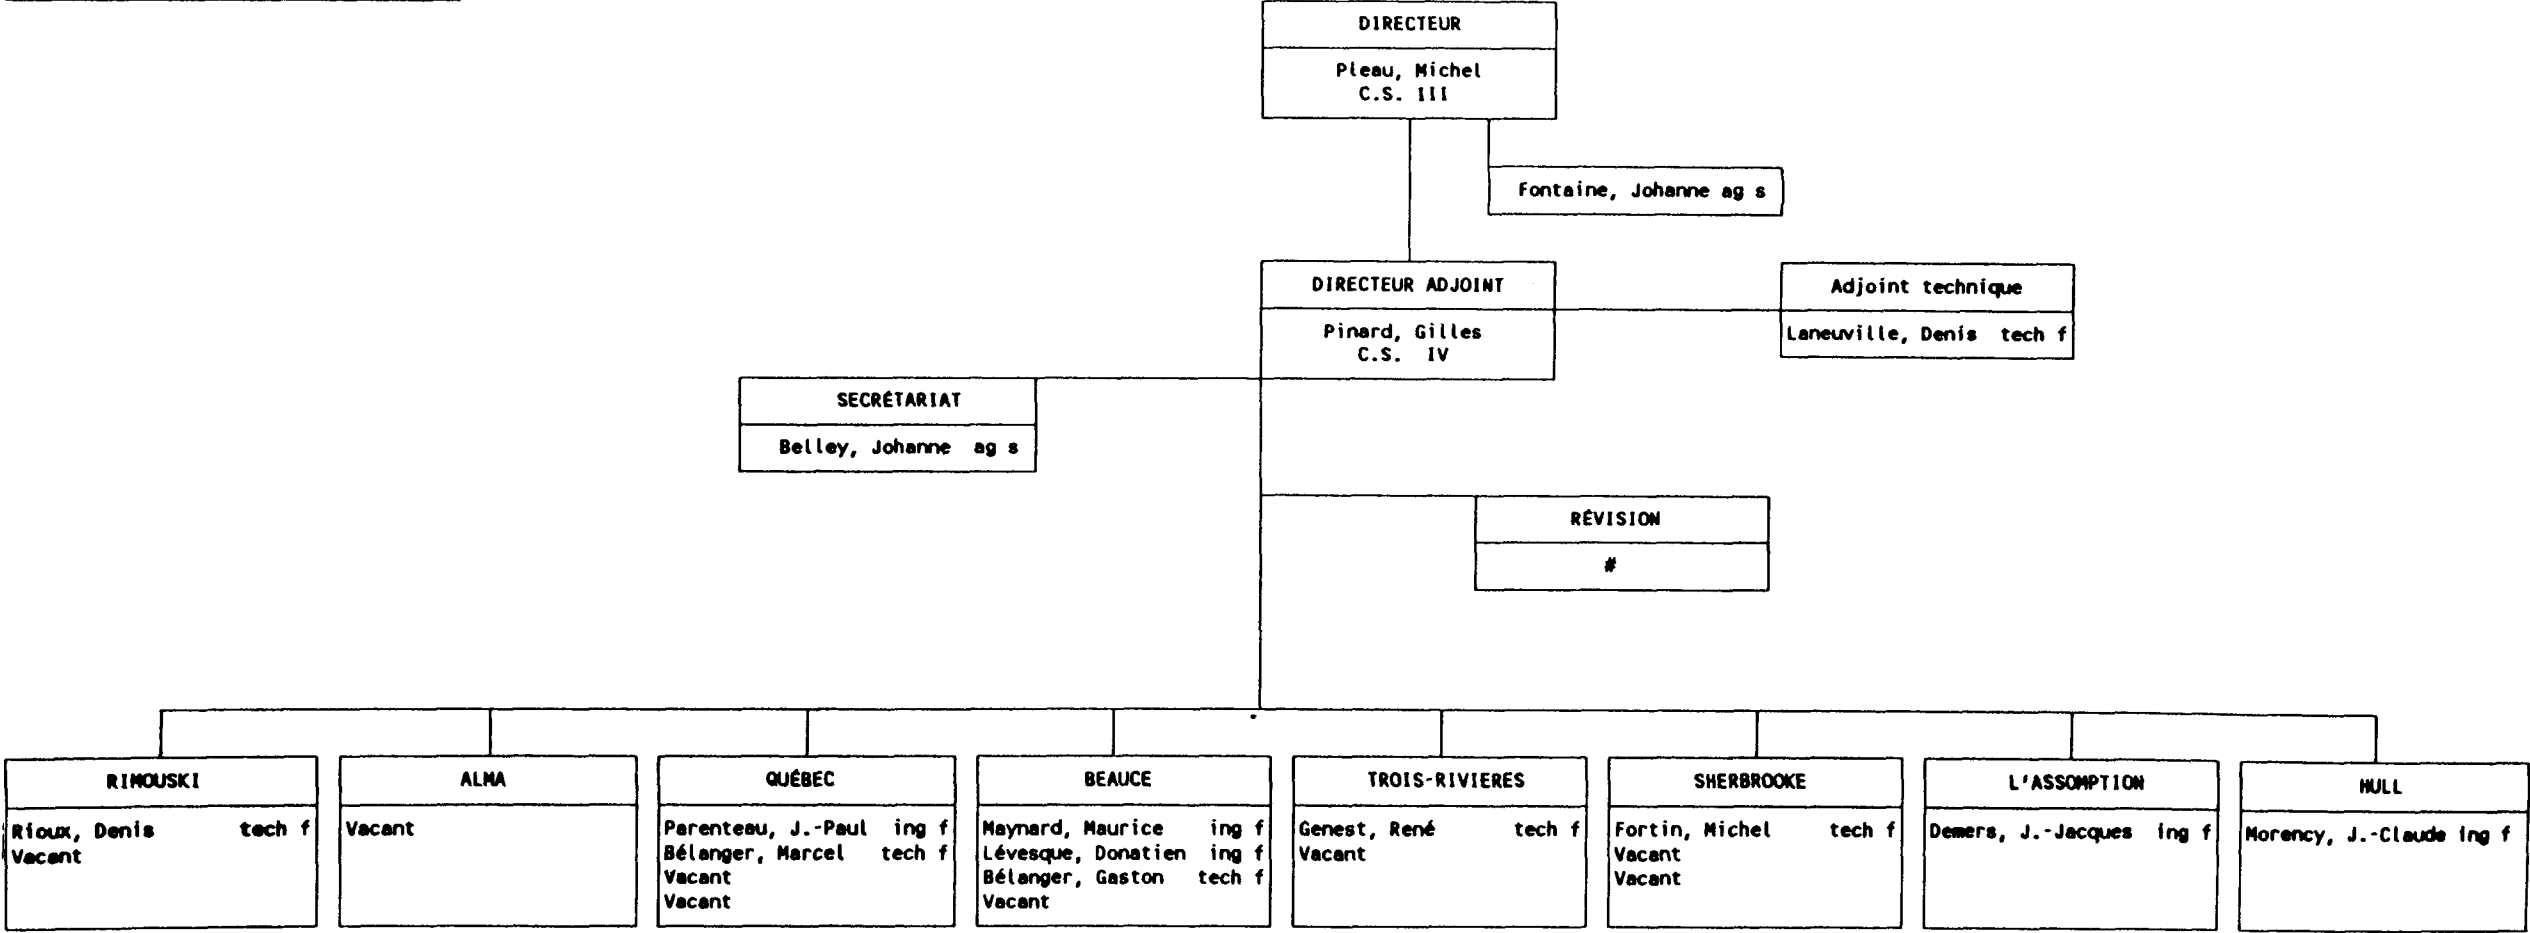 DIRECTEUR
Pleau, Michel
C.S. III
Fontaine, Johanne ag s
DIRECTEUR ADJOINT
Pinard, Gilles
C.S. IV
Adjoint technique
Laneuville, Denis tech f
SECRÉTARIAT
Belley, Johanne ag s
RÉVISION
#
RIMOUSKI
Rioux, Denis tech f
Vacant
ALMA
Vacant
QUÉBEC
Parenteau, J.-Paul ing f
Bélanger, Marcel tech f
Vacant
Vacant
BEAUCE
Maynard, Maurice ing f
Lévesque, Donatien ing f
Bélanger, Gaston tech f
Vacant
TROIS-RIVIERES
Genest, René tech f
Vacant
SHERBROOKE
Fortin, Michel tech f
Vacant
Vacant
L'ASSOMPTION
Demers, J.-Jacques ing f
HULL
Morency, J.-Claude ing f